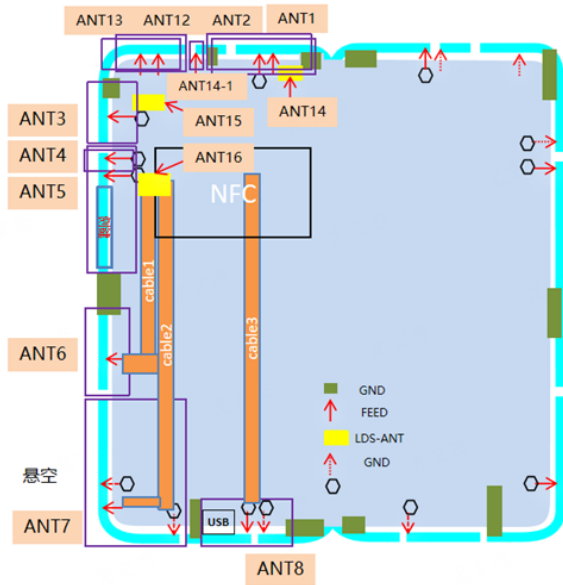 ANT13
ANT12
ANT2
ANT1
ANT14-1
ANT14
ANT3
ANT15
ANT4
ANT16
ANT5
NFC
cable1
cable2
cable3
ANT6
GND
FEED
LDS-ANT
GND
悬空
USB
ANT7
ANT8